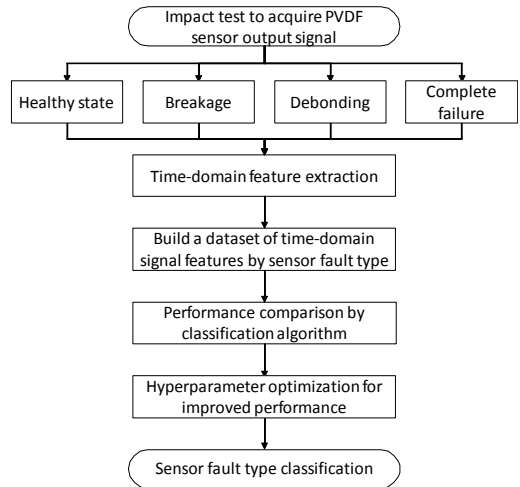 Impact test to acquire PVDF
sensor output signal
Healthy state
Breakage
Debonding
Complete
failure
Time-domain feature extraction
Build a dataset of time-domain
signal features by sensor fault type
Performance comparison by
classification algorithm
Hyperparameter optimization for
improved performance
Sensor fault type classification